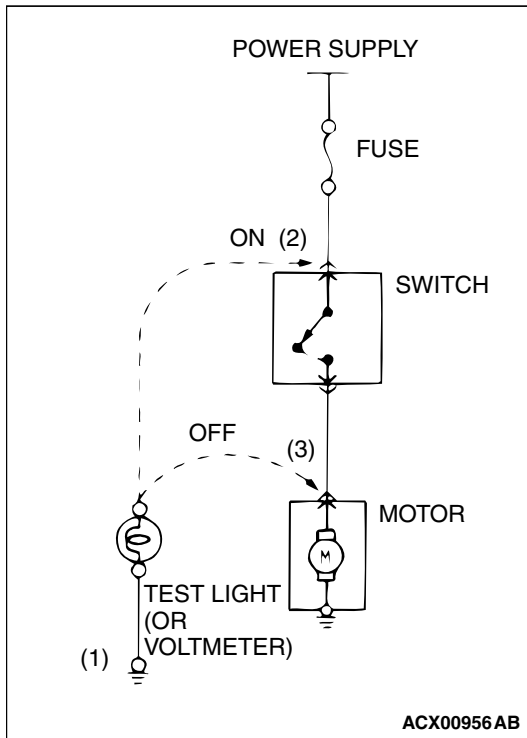 POWER SUPPLY
FUSE
ON (2)
SWITCH
OFF
(3)
MOTOR
M
TEST LIGHT
(OR
VOLTMETER)
(1)
ACX00956AB